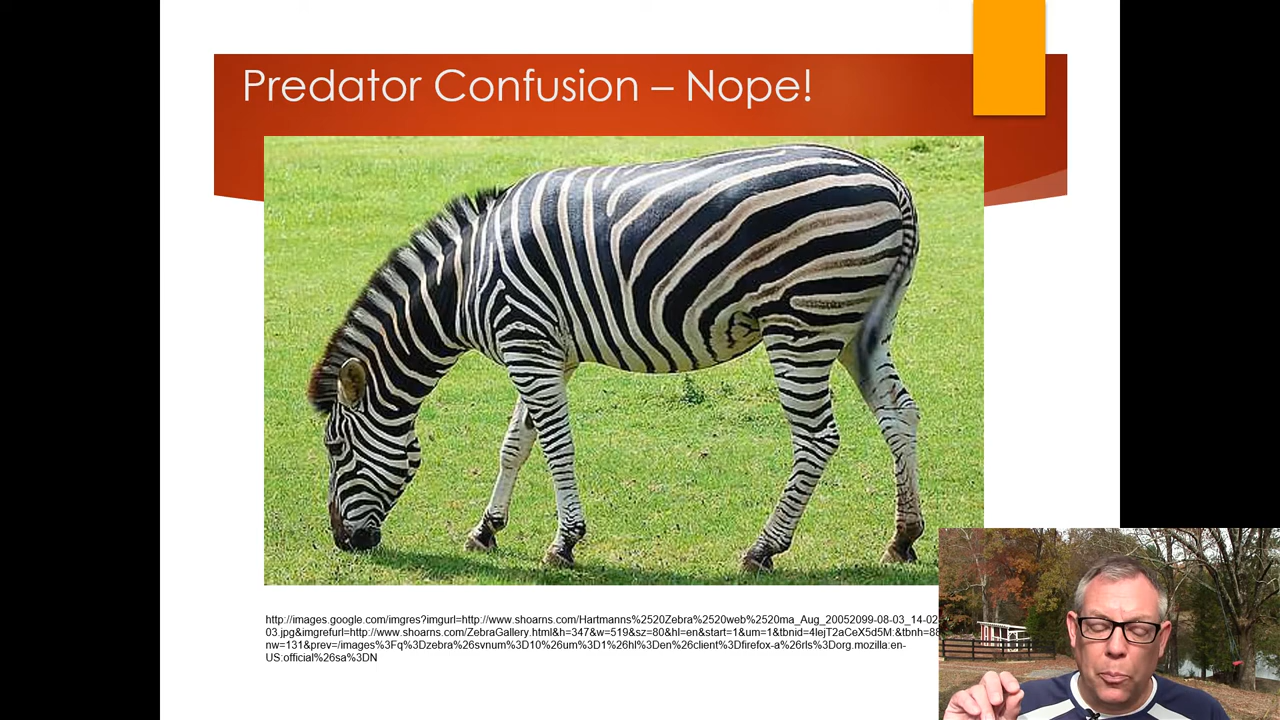 Predator Confusion – Nope!
http://images.google.com/imgres?imgurl=http://www.shoarns.com/Hartmanns%2520Zebra%2520web%2520ma_Aug_20052099-08-03_14-02
03.jpg&imgrefurl=http://www.shoarns.com/ZebraGallery.html&h=347&w=519&sz=80&hl=en&start=1&um=1&tbnid=4IejT2aCeX5d5M:&tbnh=88
nw=131&prev=/images%3Fq%3Dzebra%26svnum%3D10%26um%3D1%26hl%3Den%26client%3Dfirefox-a%26rls%3Dorg.mozilla:en-
US:official%26sa%3DN